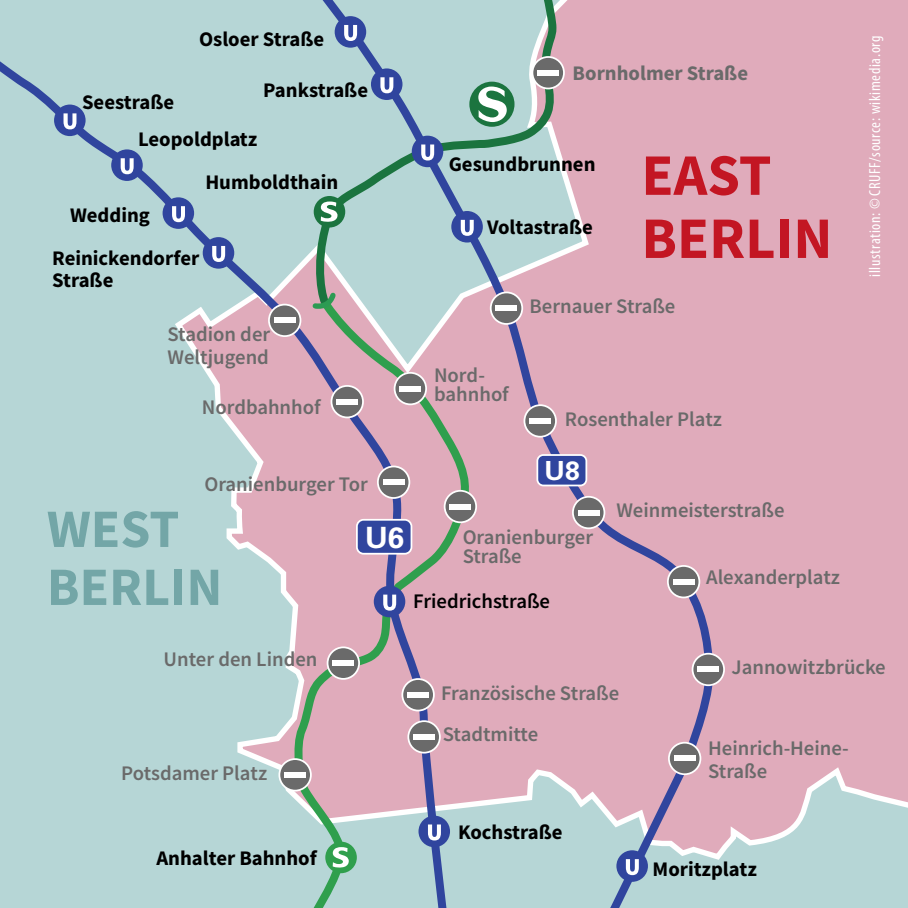 Osloer Straße
U
Bornholmer Straße
Pankstraße
U
S
Seestraße
U
Leopoldplatz
U
U
Gesundbrunnen
EAST
BERLIN
illustration: © CRUFF/source: wikimedia.org
Humboldthain
S
Wedding
U
U
Voltastraße
Reinickendorfer
Straße
U
Bernauer Straße
Stadion der
Weltjugend
Nord-
bahnhof
Nordbahnhof
Rosenthaler Platz
U8
Oranienburger Tor
Weinmeisterstraße
WEST
BERLIN
U6
Oranienburger
Straße
Alexanderplatz
U
Friedrichstraße
Unter den Linden
Jannowitzbrücke
Französische Straße
Stadtmitte
Heinrich-Heine-
Straße
Potsdamer Platz
U
Kochstraße
Anhalter Bahnhof
S
U
Moritzplatz